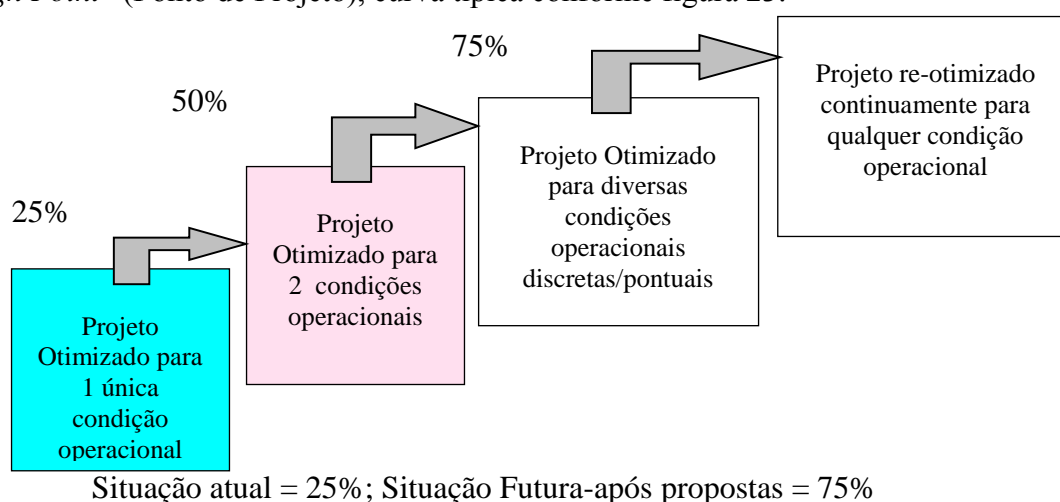 (Ponto de Projeto), curva típica conforme figura 25.
75%
Projeto re-otimizado
continuamente para
qualquer condição
operacional
50%
Projeto Otimizado
para diversas
condições
operacionais
discretas/pontuais
25%
Projeto
Otimizado para
2 condições
operacionais
Projeto
Otimizado para
1 única
condição
operacional
Situação atual = 25%; Situação Futura-após propostas = 75%